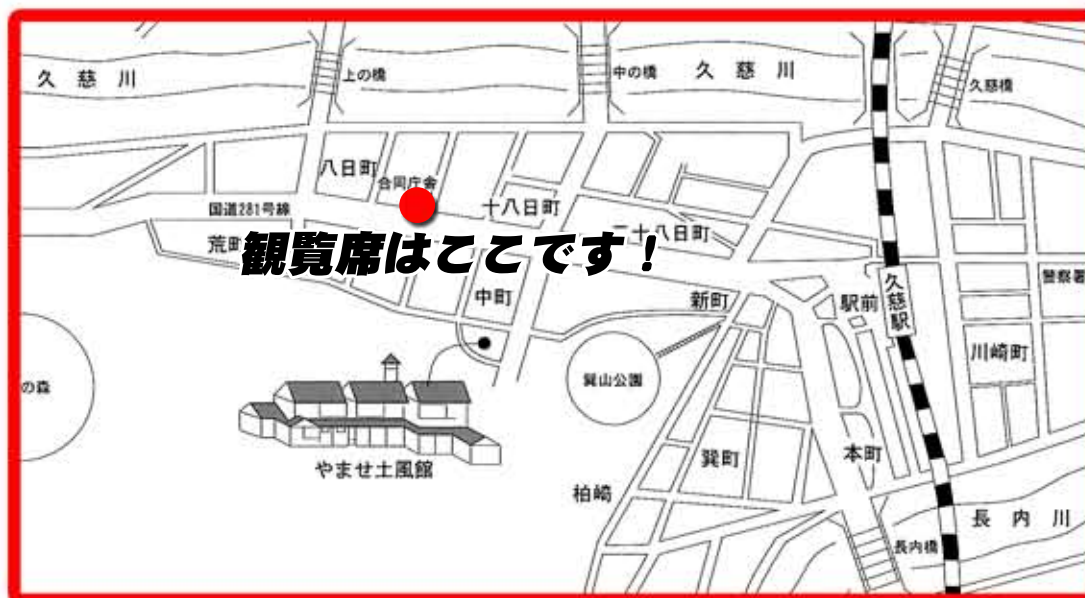 久慈川
上の橋
中の橋
久慈川
久慈橋
八日町
合同庁舎
国道281号線
十八日町
二十八日町
荒町
観覧席はここです！
中町
新町
駅前
久慈駅
警察署
川崎町
の森
巽山公園
やませ土風館
巽町
本町
柏崎
長内川
長内橋